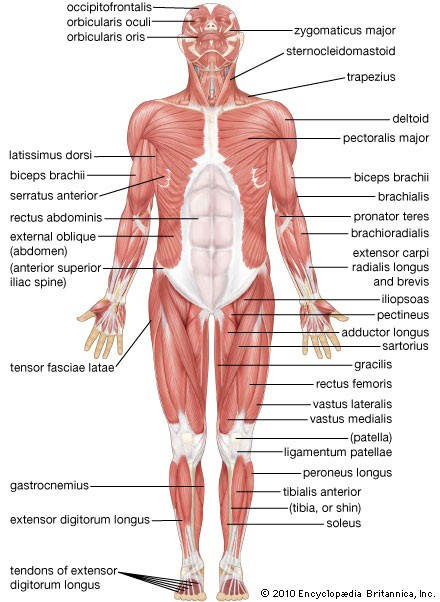 occipitofrontalis
orbicularis oculi
orbicularis oris
zygomaticus major
sternocleidomastoid
trapezius
deltoid
pectoralis major
latissimus dorsi
biceps brachii
serratus anterior
rectus abdominis
external oblique
(abdomen)
(anterior superior
iliac spine)
biceps brachii
brachialis
pronator teres
brachioradialis
extensor carpi
radialis longus
and brevis
iliopsoas
pectineus
adductor longus
sartorius
gracilis
tensor fasciae latae
rectus femoris
vastus lateralis
vastus medialis
(patella)
ligamentum patellae
peroneus longus
gastrocnemius
tibialis anterior
(tibia, or shin)
extensor digitorum longus
soleus
tendons of extensor
digitorum longus
© 2010 Encyclopædia Britannica, Inc.